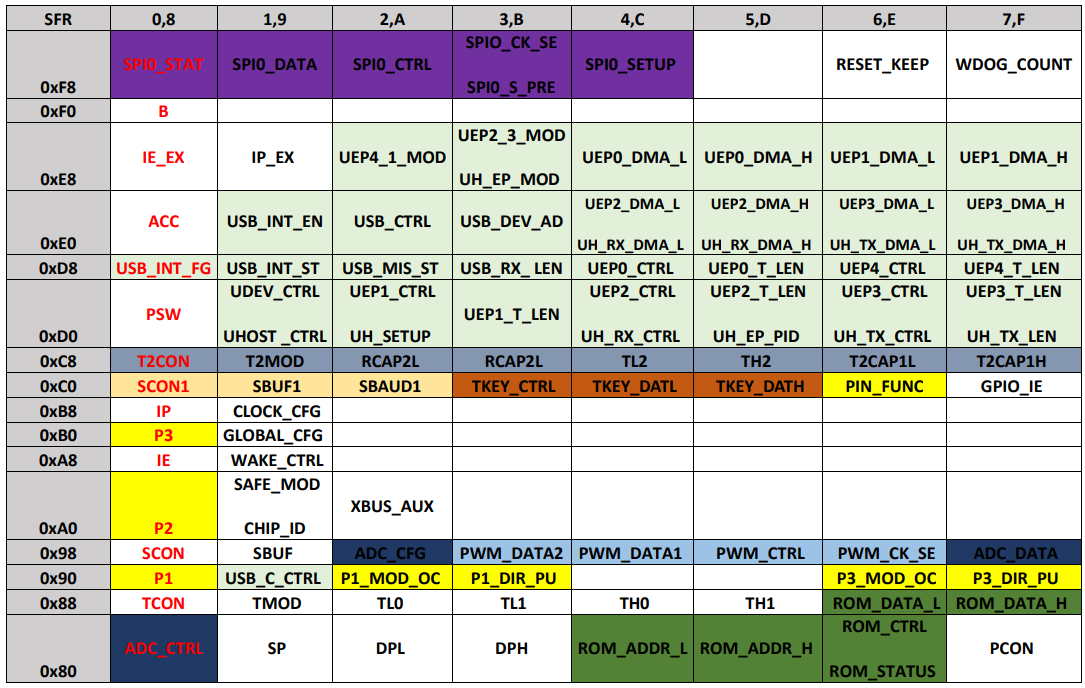 SFR 0,8 1,9 2,A 3,B 4,C 5,D 6,E 7,F
0xF8 SPI0_STAT SPI0_DATA SPI0_CTRL SPIO_CK_SE SPI0_S_PRE SPI0_SETUP RESET_KEEP WDOG_COUNT
0xF0 B
0xE8 IE_EX IP_EX UEP4_1_MOD UEP2_3_MOD UH_EP_MOD UEP0_DMA_L UEP0_DMA_H UEP1_DMA_L UEP1_DMA_H
0xE0 ACC USB_INT_EN USB_CTRL USB_DEV_AD UEP2_DMA_L UH_RX_DMA_L UEP2_DMA_H UH_RX_DMA_H UEP3_DMA_L UH_TX_DMA_L UEP3_DMA_H UH_TX_DMA_H
0xD8 USB_INT_FG USB_INT_ST USB_MIS_ST USB_RX_ LEN UEP0_CTRL UEP0_T_LEN UEP4_CTRL UEP4_T_LEN
0xD0 PSW UDEV_CTRL UHOST _CTRL UEP1_CTRL UH_SETUP UEP1_T_LEN UEP2_CTRL UH_RX_CTRL UEP2_T_LEN UH_EP_PID UEP3_CTRL UH_TX_CTRL UEP3_T_LEN UH_TX_LEN
0xC8 T2CON T2MOD RCAP2L RCAP2L TL2 TH2 T2CAP1L T2CAP1H
0xC0 SCON1 SBUF1 SBAUD1 TKEY_CTRL TKEY_DATL TKEY_DATH PIN_FUNC GPIO_IE
0xB8 IP CLOCK_CFG
0xB0 P3 GLOBAL_CFG
0xA8 IE WAKE_CTRL
0xA0 P2 SAFE_MOD CHIP_ID XBUS_AUX
0x98 SCON SBUF ADC_CFG PWM_DATA2 PWM_DATA1 PWM_CTRL PWM_CK_SE ADC_DATA
0x90 P1 USB_C_CTRL P1_MOD_OC P1_DIR_PU P3_MOD_OC P3_DIR_PU
0x88 TCON TMOD TL0 TL1 TH0 TH1 ROM_DATA_L ROM_DATA_H
0x80 ADC_CTRL SP DPL DPH ROM_ADDR_L ROM_ADDR_H ROM_CTRL ROM_STATUS PCON